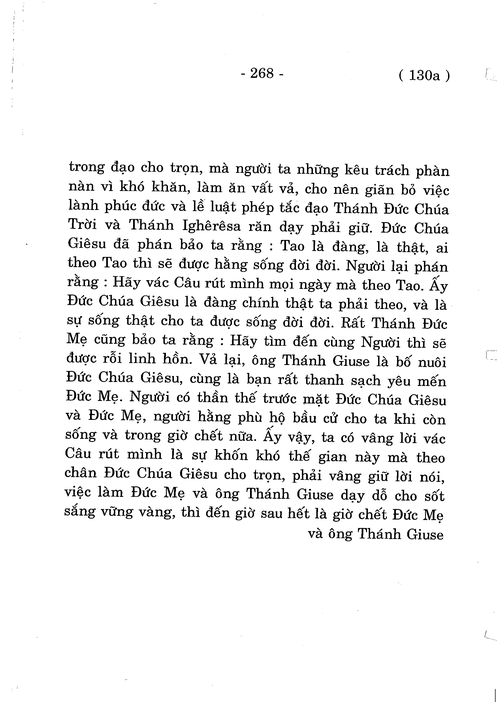 - 268 - ( 130a )
trong đạo cho trọn, mà người ta những kêu trách phàn
nàn vì khó khăn, làm ăn vất vả, cho nên giãn bỏ việc
lành phúc đức và lề luật phép tắc đạo Thánh Đức Chúa
Trời và Thánh Ighêrêsa răn dạy phải giữ. Đức Chúa
Giêsu đã phán bảo ta rằng : Tao là đàng, là thật, ai
theo Tao thì sẽ được hằng sống đời đời. Người lại phán
rằng : Hãy vác Câu rút mình mọi ngày mà theo Tao. Ấy
Đức Chúa Giêsu là đàng chính thật ta phải theo, và là
sự sống thật cho ta được sống đời đời. Rất Thánh Đức
Mẹ cũng bảo ta rằng : Hãy tìm đến cùng Người thì sẽ
được rỗi linh hồn. Vả lại, ông Thánh Giuse là bố nuôi
Đức Chúa Giêsu, cùng là bạn rất thanh sạch yêu mến
Đức Mẹ. Người có thần thế trước mặt Đức Chúa Giêsu
và Đức Mẹ, người hằng phù hộ bầu cử cho ta khi còn
sống và trong giờ chết nữa. Ấy vậy, ta có vâng lời vác
Câu rút mình là sự khốn khó thế gian này mà theo
chân Đức Chúa Giêsu cho trọn, phải vâng giữ lời nói,
việc làm Đức Mẹ và ông Thánh Giuse dạy dỗ cho sốt
sắng vững vàng, thì đến giờ sau hết là giờ chết Đức Mẹ
và ông Thánh Giuse